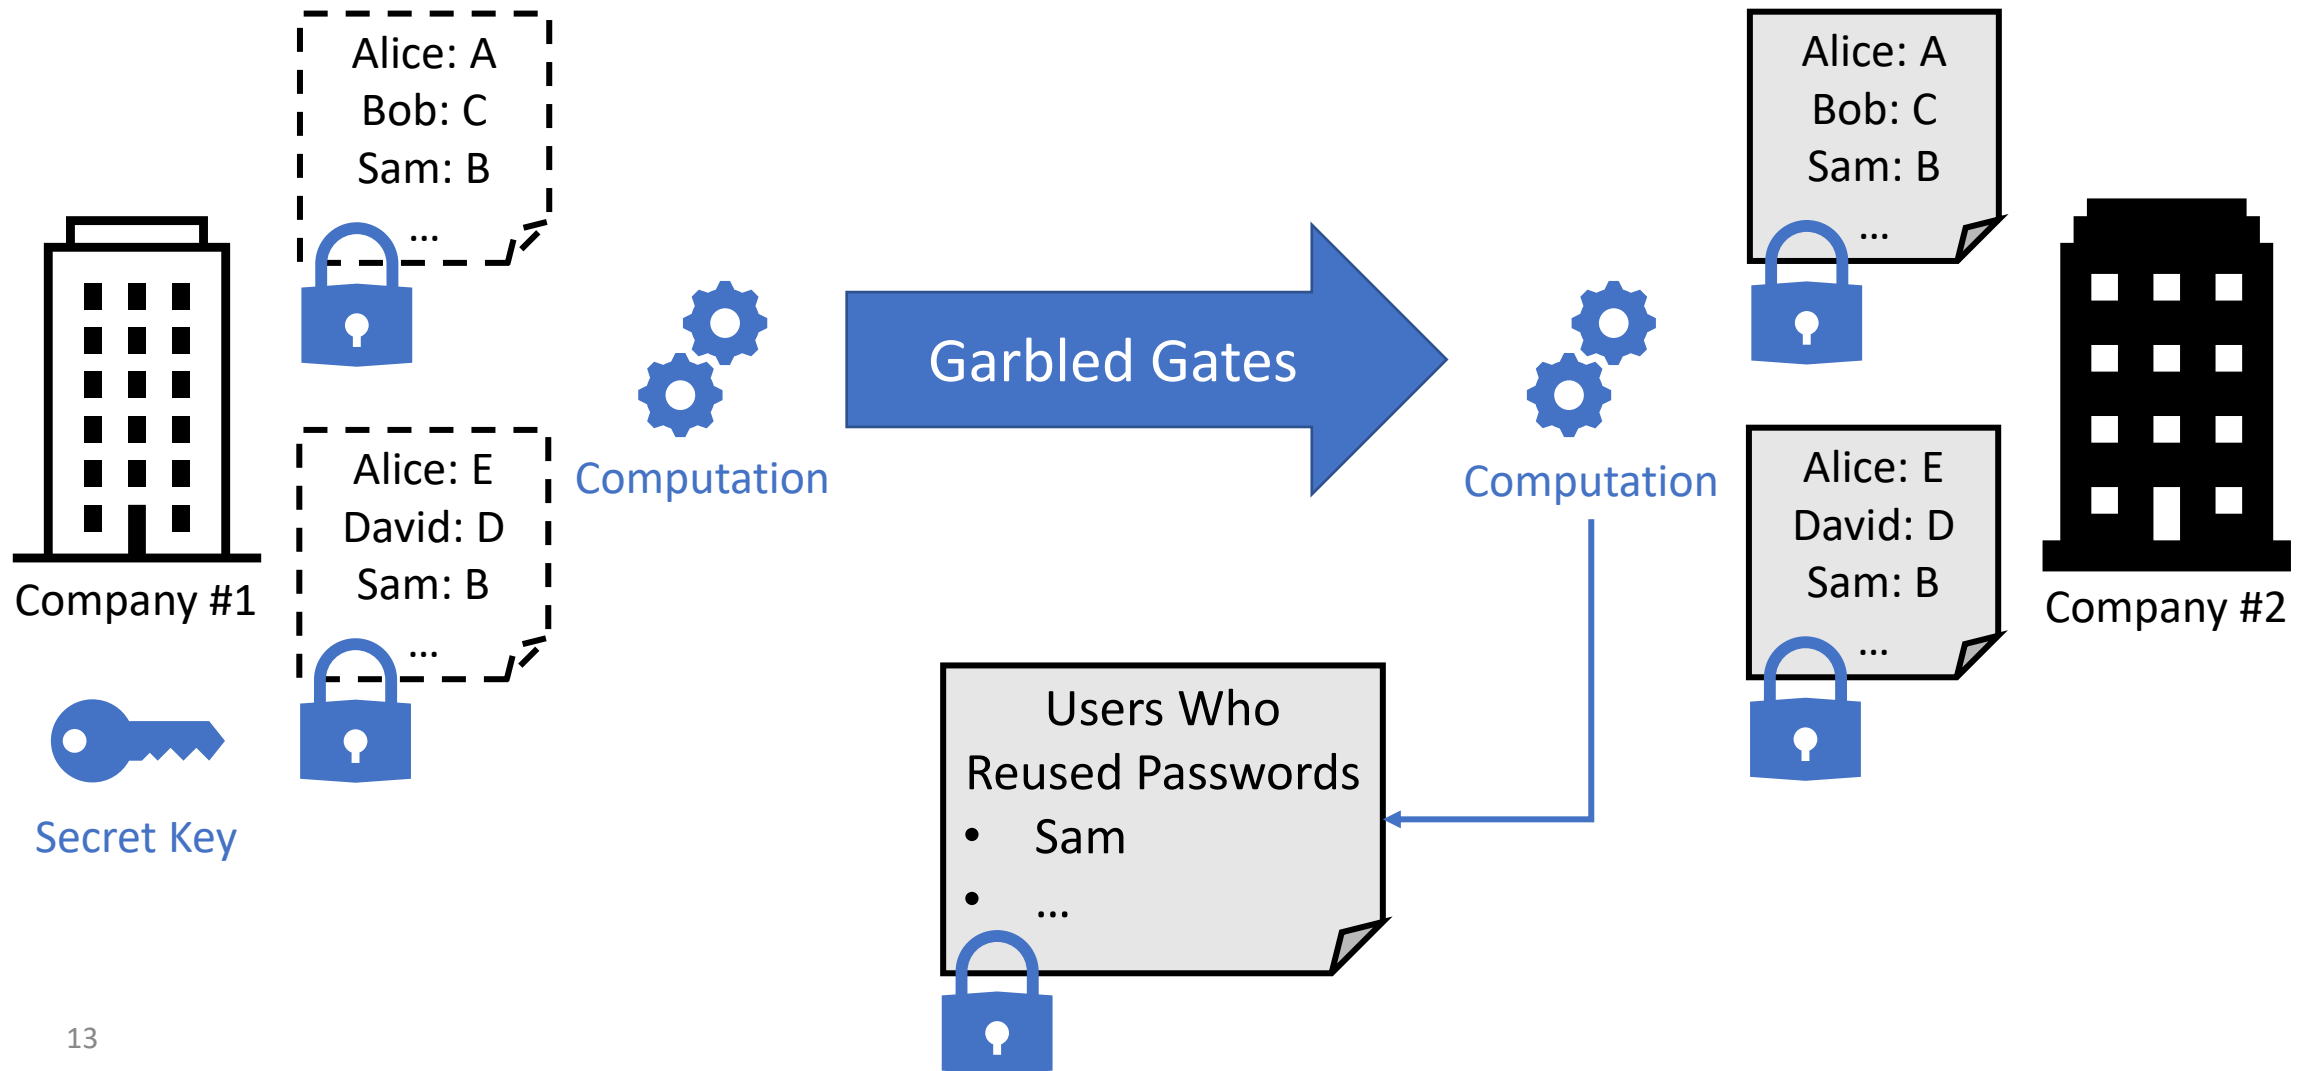 Alice: A
Bob: C
Sam: B
...
Alice: E
David: D
Sam: B
...
Company #1
Secret Key
Computation
Garbled Gates
Computation
Alice: A
Bob: C
Sam: B
...
Alice: E
David: D
Sam: B
...
Company #2
Users Who
Reused Passwords
• Sam
• ...
13